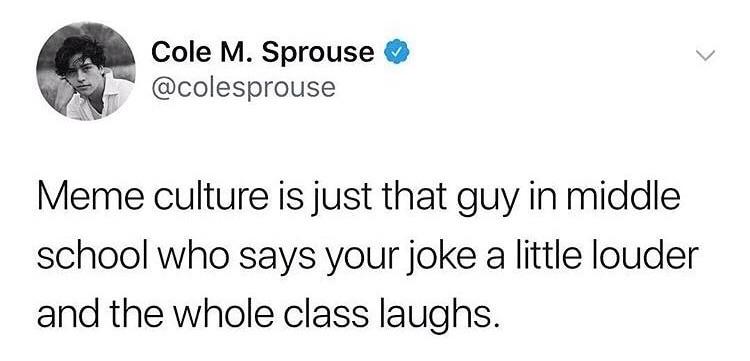 Cole M. Sprouse
@colesprouse
Meme culture is just that guy in middle
school who says your joke a little louder
and the whole class laughs.